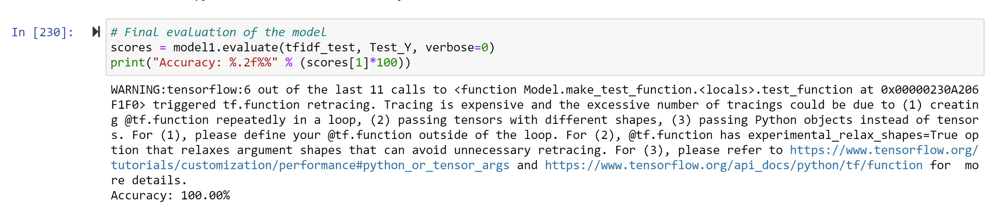 In [230]:
# Final evaluation of the model
scores = model1.evaluate(tfidf_test, Test_Y, verbose=0)
print("Accuracy: %.2f%%" % (scores[1]*100))
WARNING:tensorflow:6 out of the last 11 calls to <function Model.make_test_function.<locals>.test_function at 0x00000230A206
F1F0> triggered tf.function retracing. Tracing is expensive and the excessive number of tracings could be due to (1) creatin
g @tf.function repeatedly in a loop, (2) passing tensors with different shapes, (3) passing Python objects instead of tensor
s. For (1), please define your @tf.function outside of the loop. For (2), @tf.function has experimental_relax_shapes=True op
tion that relaxes argument shapes that can avoid unnecessary retracing. For (3), please refer to https://www.tensorflow.org/
tutorials/customization/performance#python_or_tensor_args and https://www.tensorflow.org/api_docs/python/tf/function for  mo
re details.
Accuracy: 100.00%